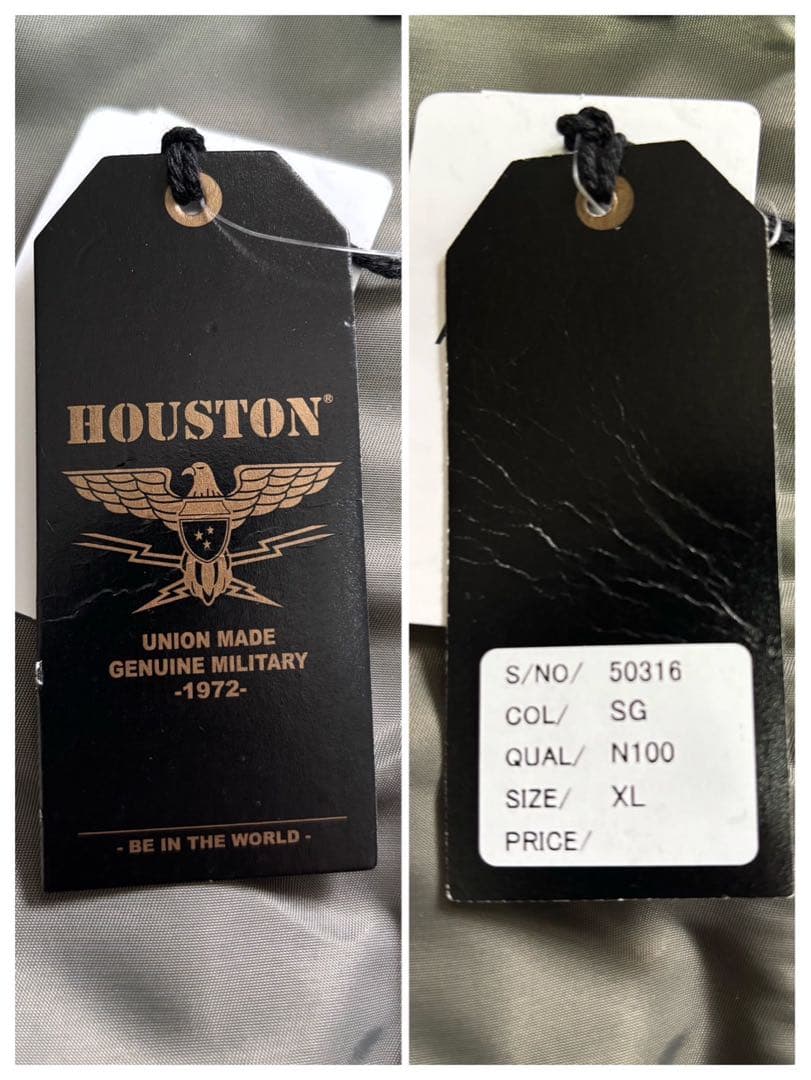 HOUSTON®
UNION MADE
GENUINE MILITARY
-1972-
- BE IN THE WORLD -
S/NO/ 50316
COL/ SG
QUAL/ N100
SIZE/ XL
PRICE/